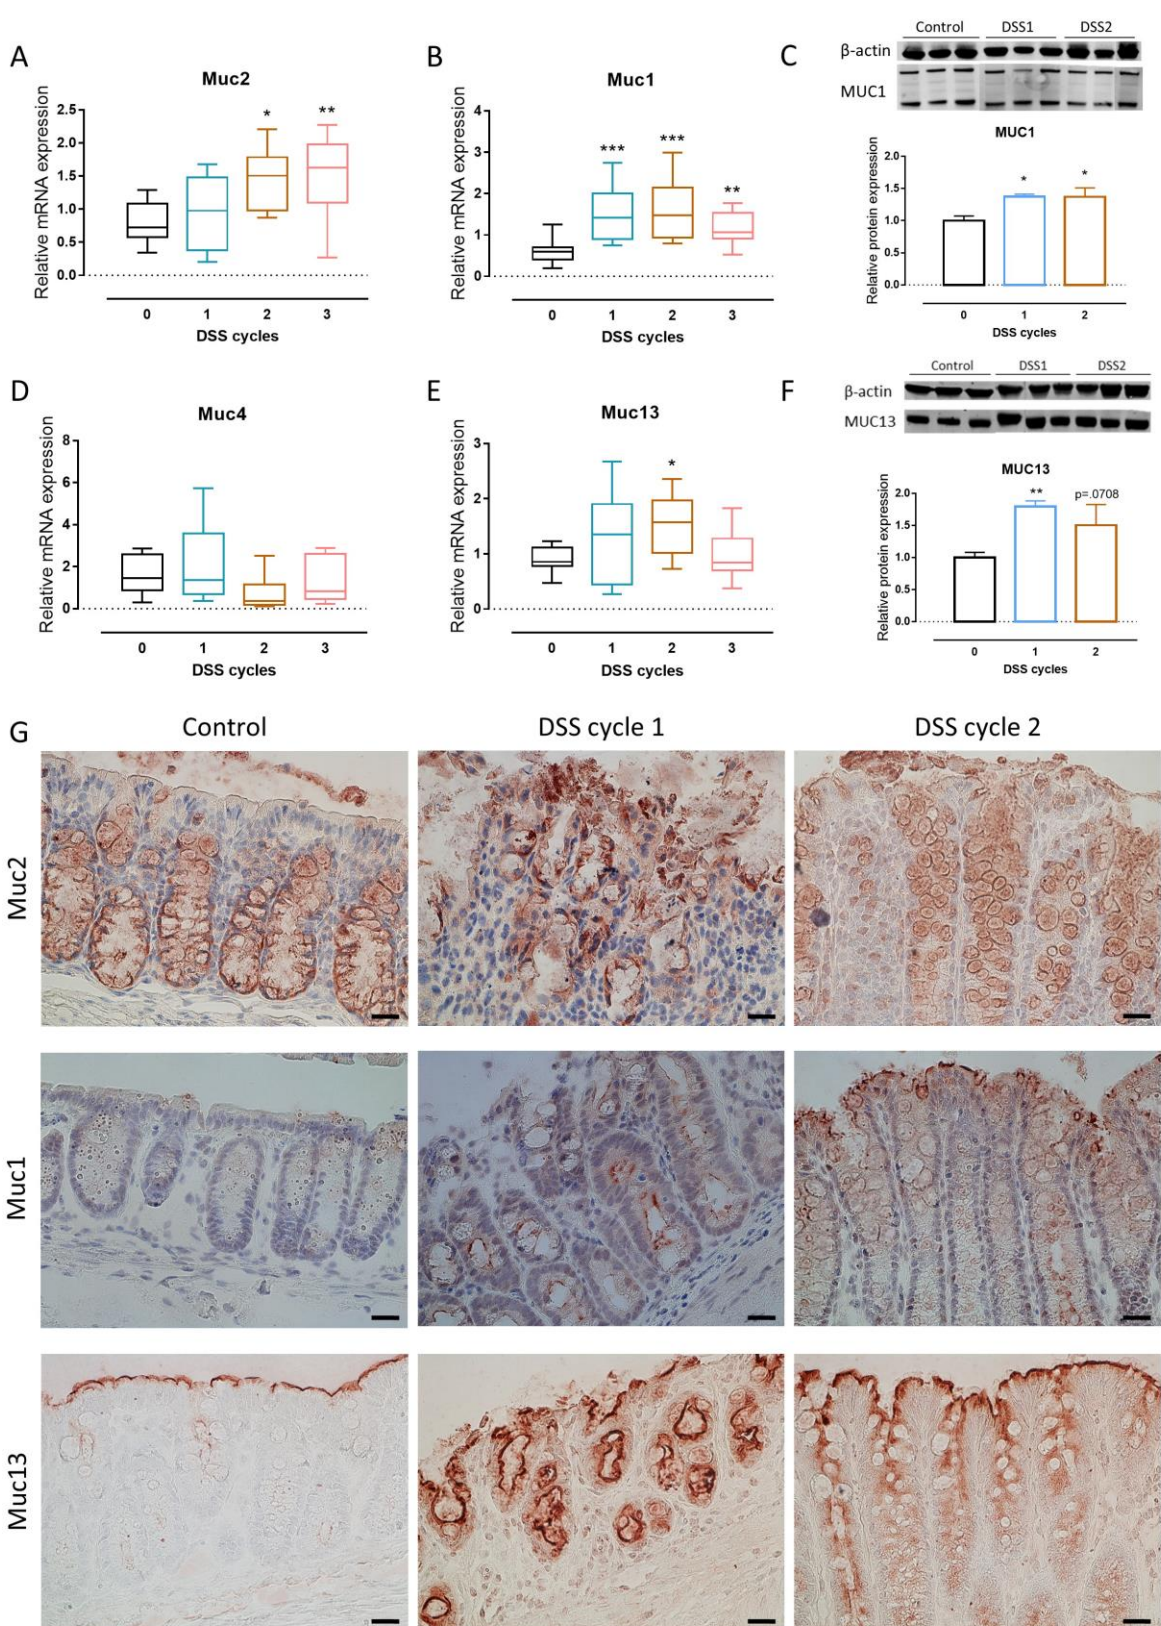 A
Muc2
Relative mRNA expression
2.5
2.0
1.5
1.0
0.5
0.0
*
**
0 1 2 3
DSS cycles
B
Muc1
Relative mRNA expression
4
3
2
1
0
***
***
**
0 1 2 3
DSS cycles
C
Control DSS1 DSS2
β-actin
MUC1
MUC1
Relative protein expression
2.0
1.5
1.0
0.5
0.0
*
*
0 1 2
DSS cycles
D
Muc4
Relative mRNA expression
8
6
4
2
0
0 1 2 3
DSS cycles
E
Muc13
Relative mRNA expression
3
2
1
0
*
0 1 2 3
DSS cycles
F
Control DSS1 DSS2
β-actin
MUC13
MUC13
Relative protein expression
2.0
1.5
1.0
0.5
0.0
**
p=.0708
0 1 2
DSS cycles
G
Control DSS cycle 1 DSS cycle 2
Muc2
Muc1
Muc13